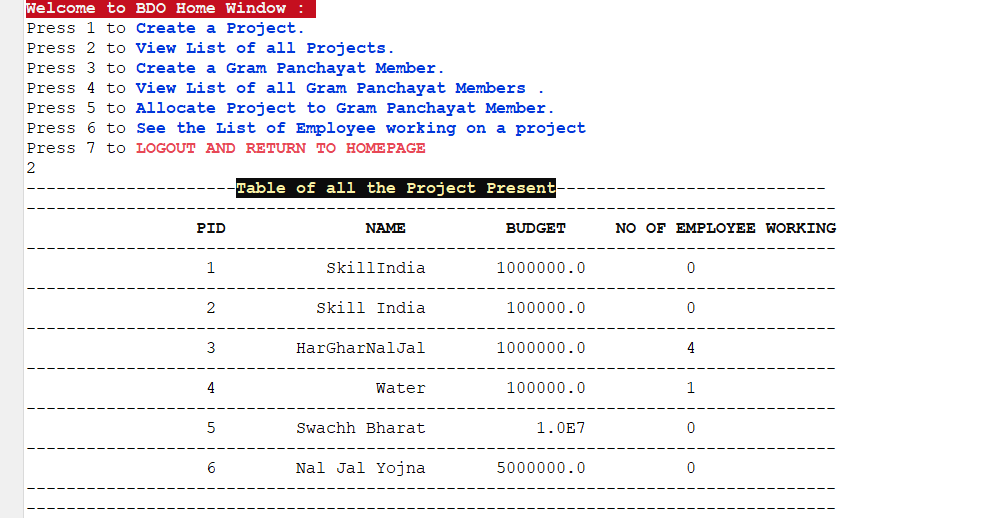 Welcome to BDO Home Window :
Press 1 to Create a Project.
Press 2 to View List of all Projects.
Press 3 to Create a Gram Panchayat Member.
Press 4 to View List of all Gram Panchayat Members .
Press 5 to Allocate Project to Gram Panchayat Member.
Press 6 to See the List of Employee working on a project
Press 7 to LOGOUT AND RETURN TO HOMEPAGE
2
---------------------Table of all the Project Present---------------------------
---------------------------------------------------------------------------------
PID NAME BUDGET NO OF EMPLOYEE WORKING
---------------------------------------------------------------------------------
1 SkillIndia 1000000.0 0
---------------------------------------------------------------------------------
2 Skill India 100000.0 0
---------------------------------------------------------------------------------
3 HarGharNalJal 1000000.0 4
---------------------------------------------------------------------------------
4 Water 100000.0 1
---------------------------------------------------------------------------------
5 Swachh Bharat 1.0E7 0
---------------------------------------------------------------------------------
6 Nal Jal Yojna 5000000.0 0
---------------------------------------------------------------------------------
---------------------------------------------------------------------------------